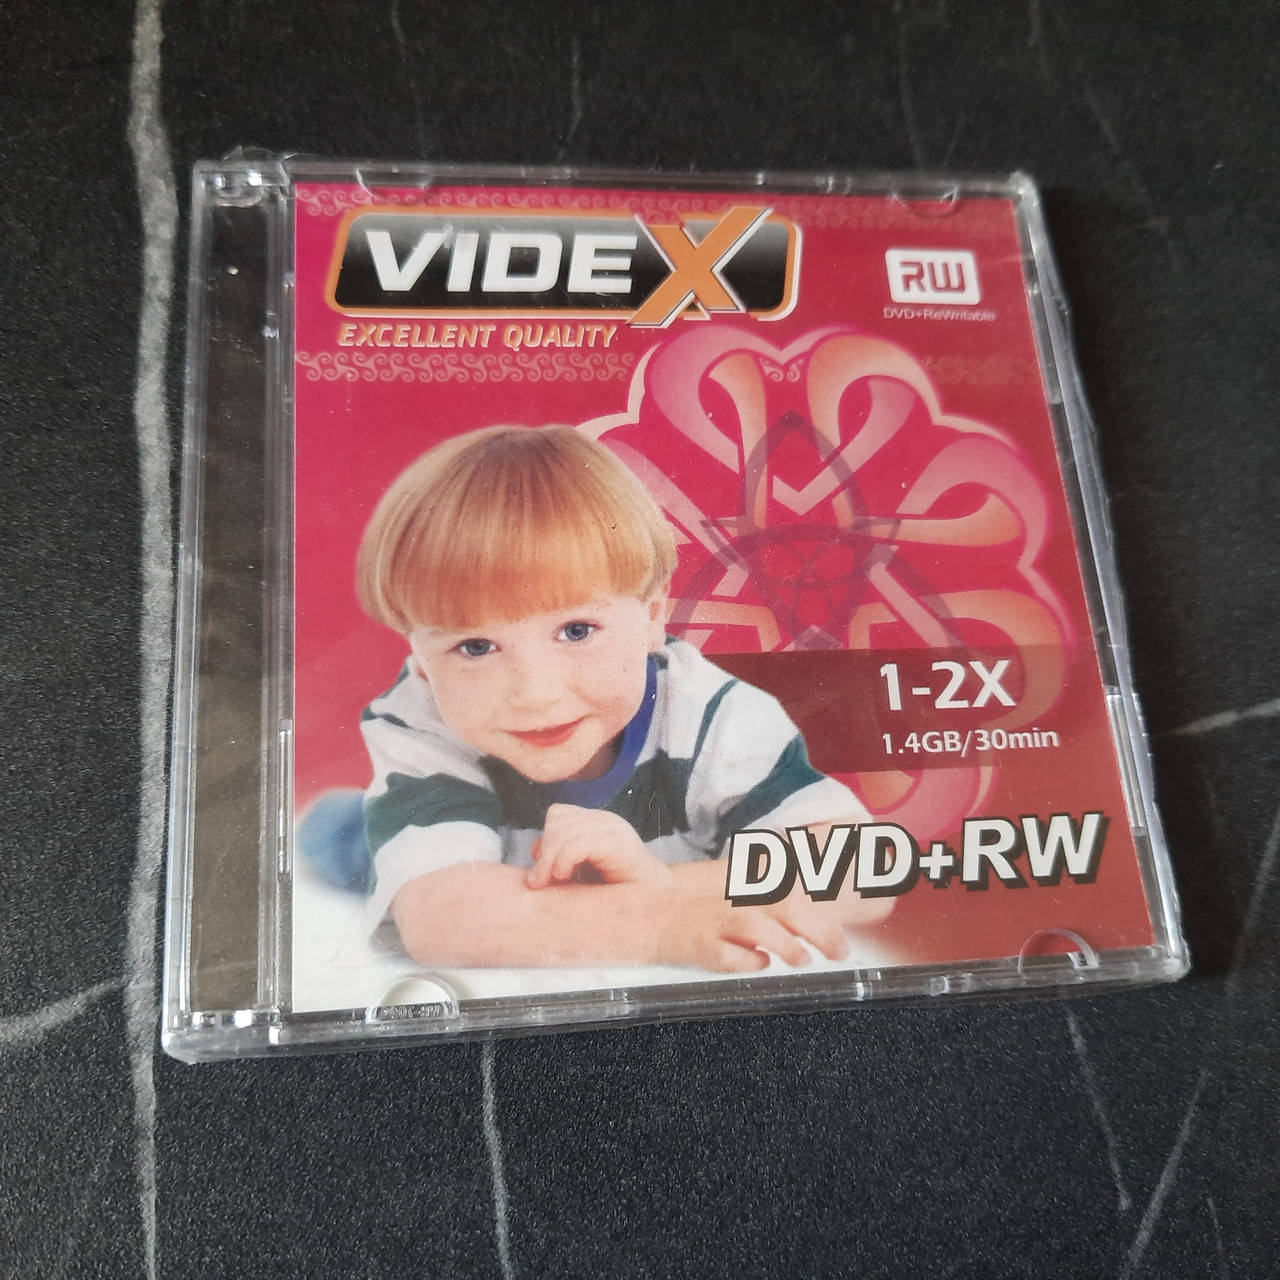 VIDEX
EXCELLENT QUALITY
RW
DVD+ReWritable
1-2X
1.4GB/30min
DVD+RW